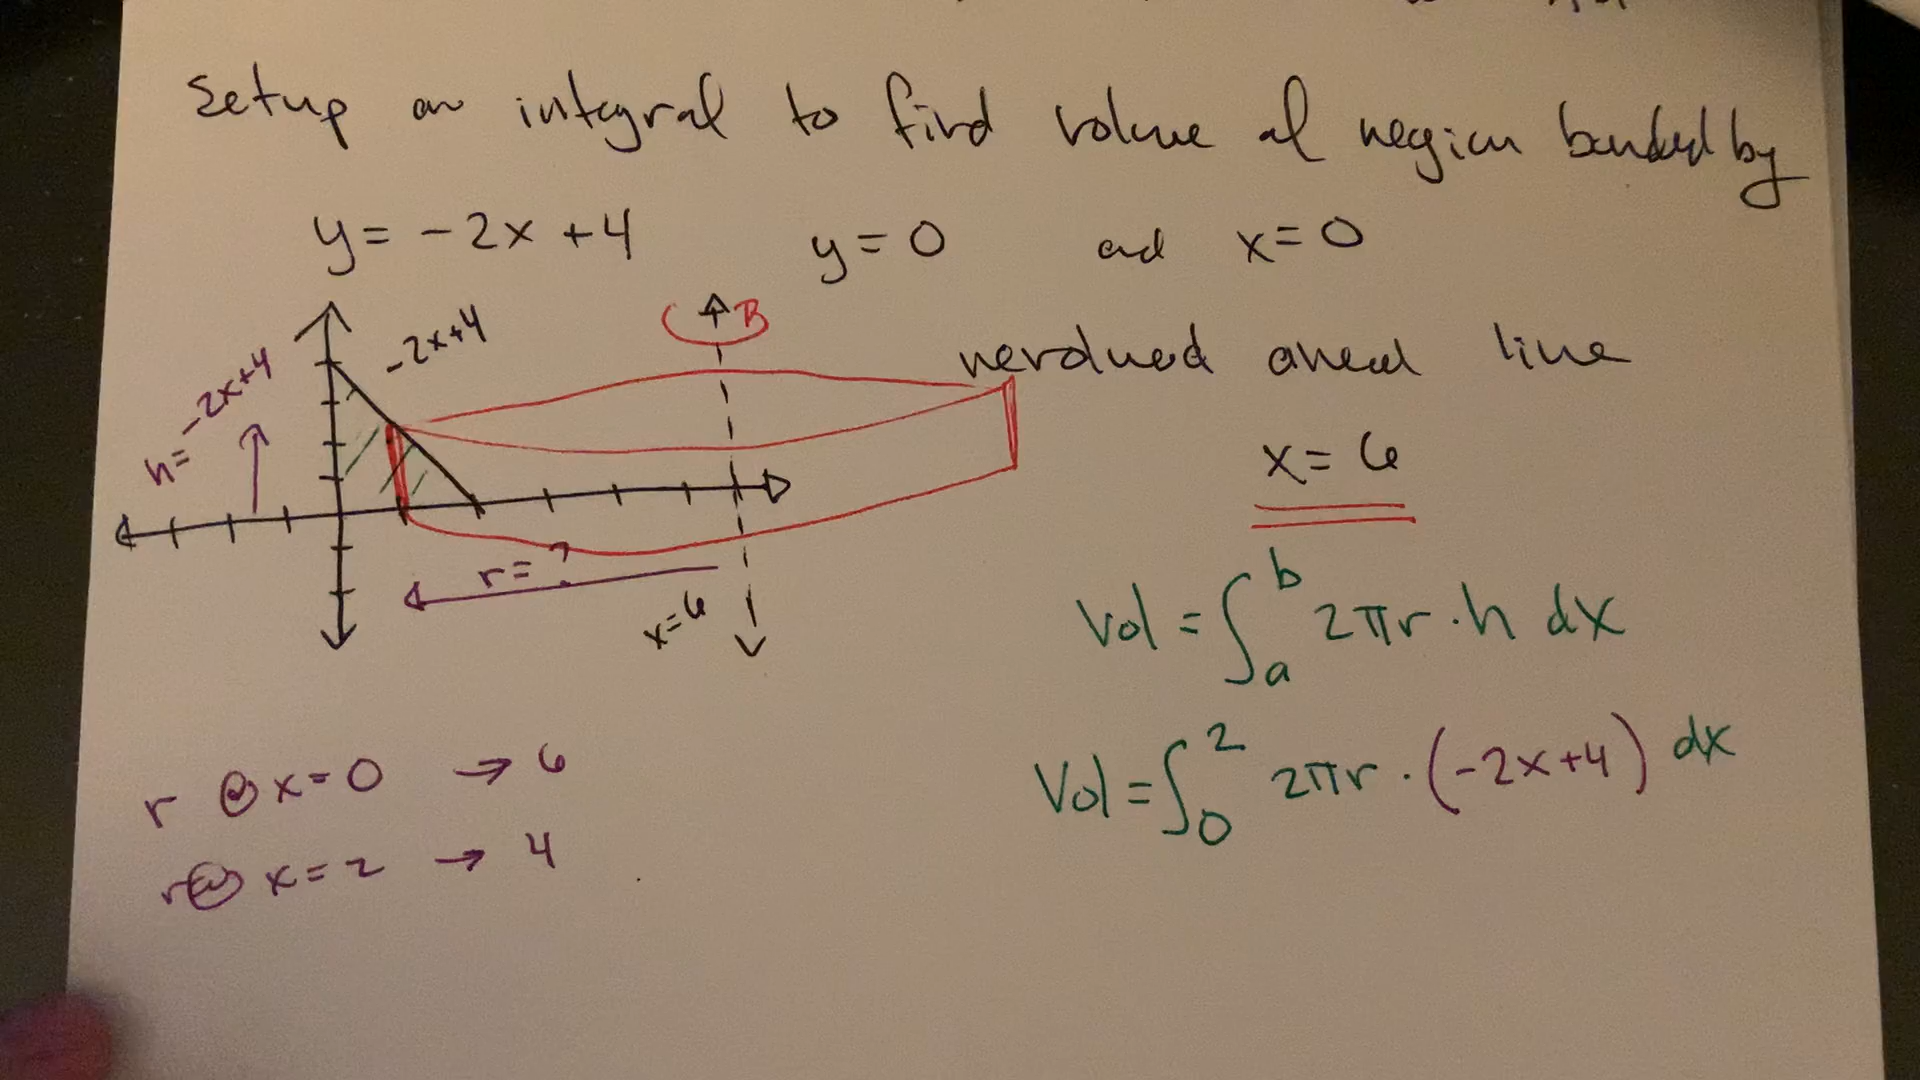 Setup an integral to find volume of region bounded by
y = -2x + 4 y = 0 and x = 0
revolved around line
x = 6
-2x+4
h = -2x+4
r = ?
x=6
Vol = ∫_a^b 2πr · h dx
Vol = ∫_0^2 2πr · (-2x+4) dx
r @ x=0 → 6
r @ x=2 → 4